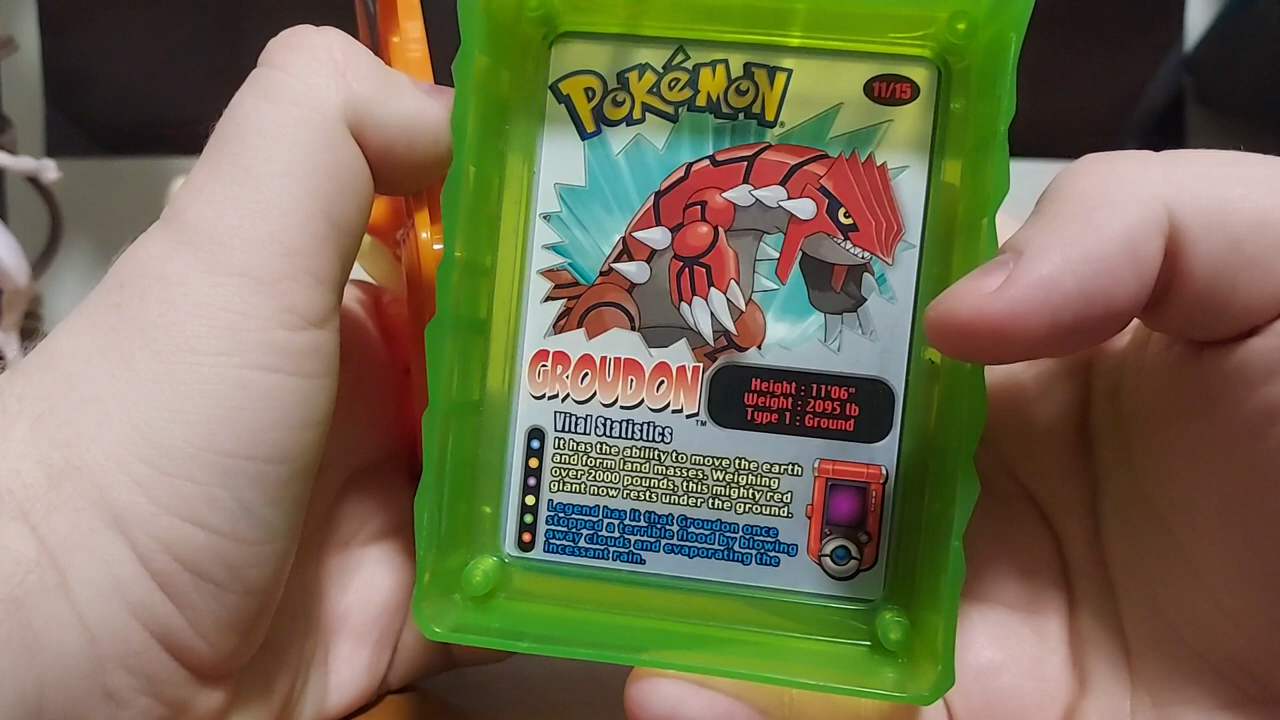 POKéMON
11/15
GROUDON™
Height : 11'06"
Weight : 2095 lb
Type 1 : Ground
Vital Statistics
It has the ability to move the earth
and form land masses. Weighing
over 2000 pounds, this mighty red
giant now rests under the ground.
Legend has it that Groudon once
stopped a terrible flood by blowing
away clouds and evaporating the
incessant rain.